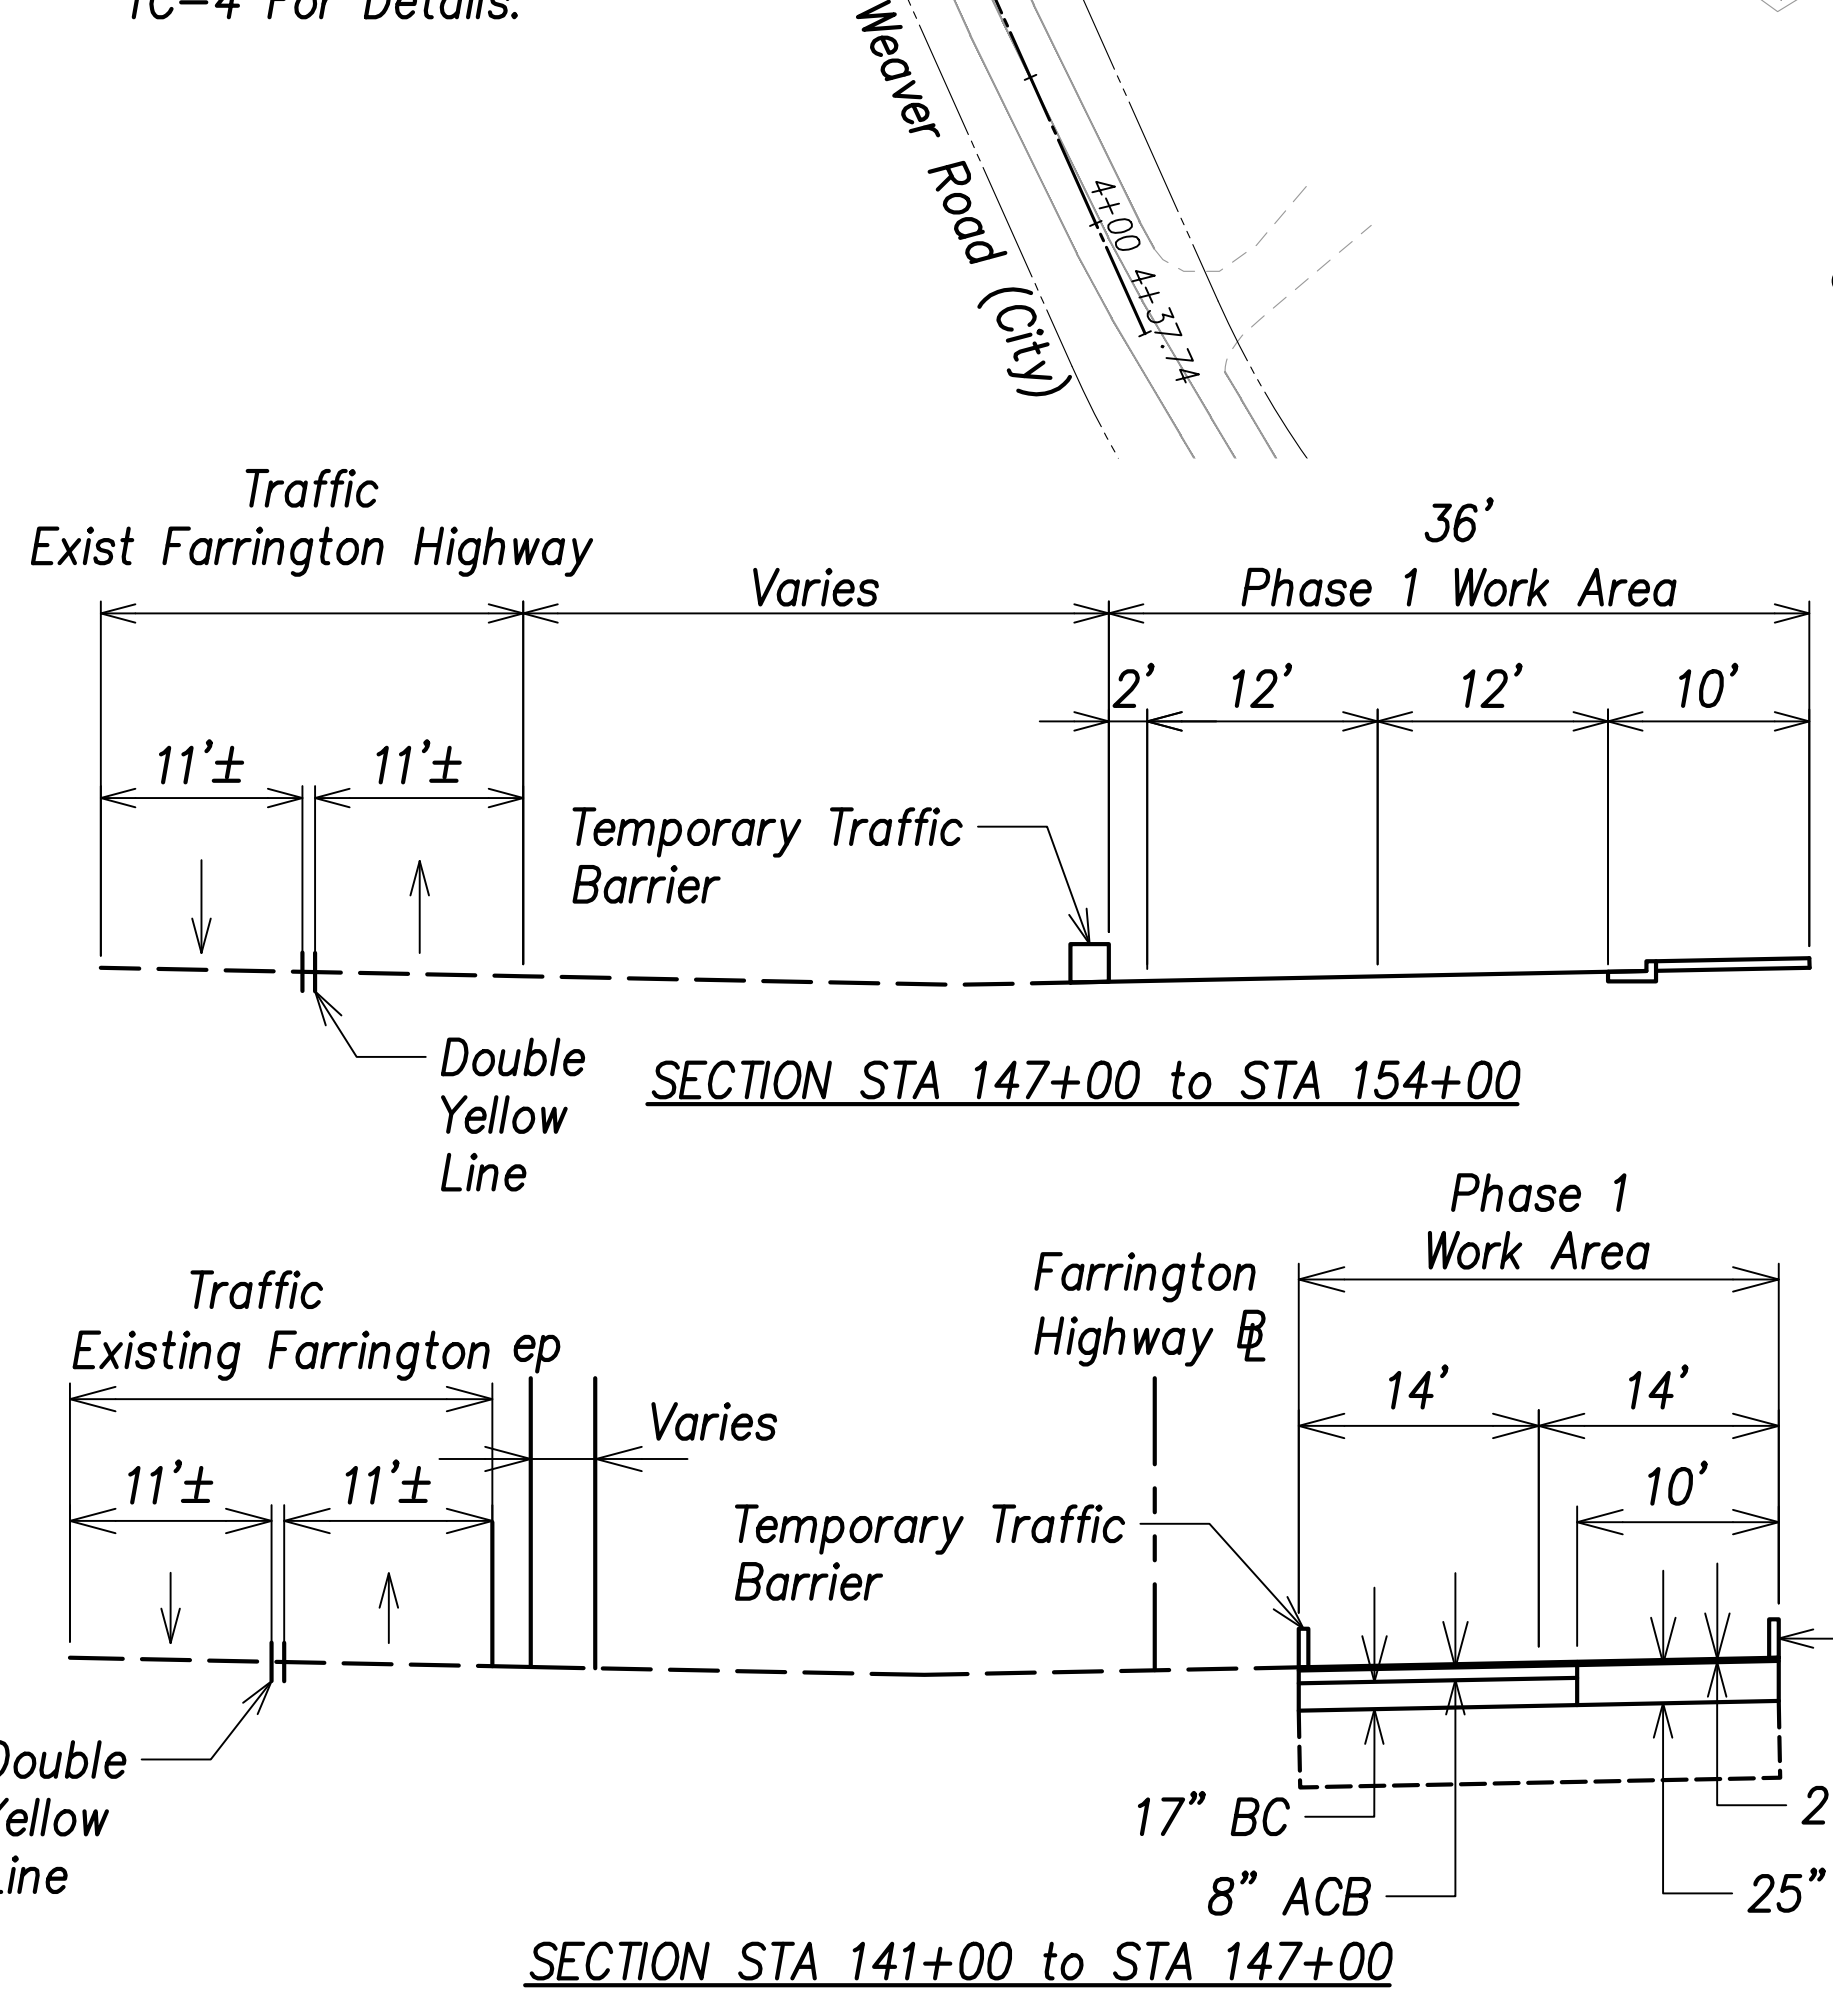 TC-4 For Details.
Weaver Road (City)
4+00
4+37.74
Traffic
Exist Farrington Highway
Varies
36'
Phase 1 Work Area
2'
12'
12'
10'
11'±
11'±
Temporary Traffic
Barrier
Double
Yellow
Line
SECTION STA 147+00 to STA 154+00
Traffic
Existing Farrington
ep
Varies
Farrington
Highway BL
Phase 1
Work Area
14'
14'
10'
11'±
11'±
Temporary Traffic
Barrier
Double
Yellow
Line
17" BC
8" ACB
2
25"
SECTION STA 141+00 to STA 147+00